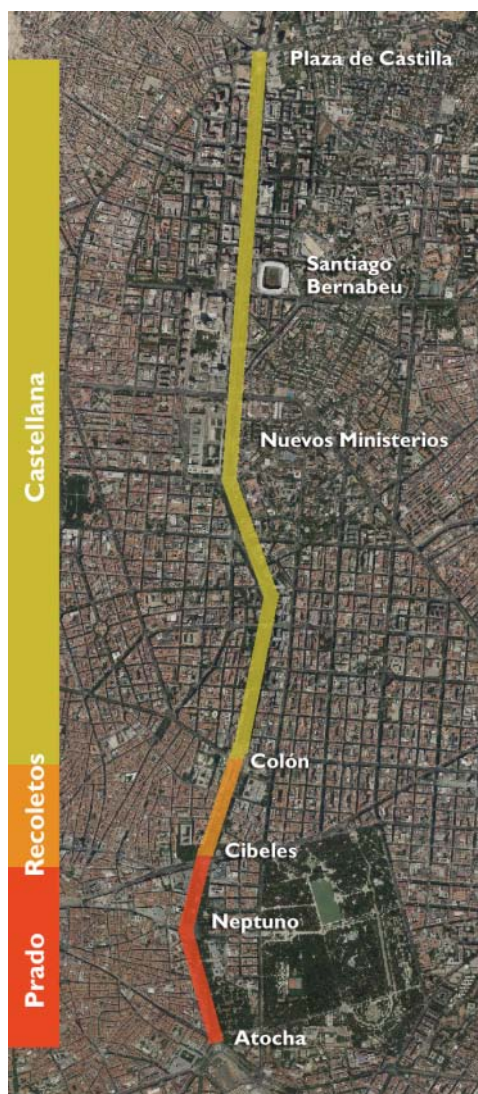 Plaza de Castilla
Santiago
Bernabeu
Castellana
Nuevos Ministerios
Colón
Recoletos
Cibeles
Neptuno
Prado
Atocha